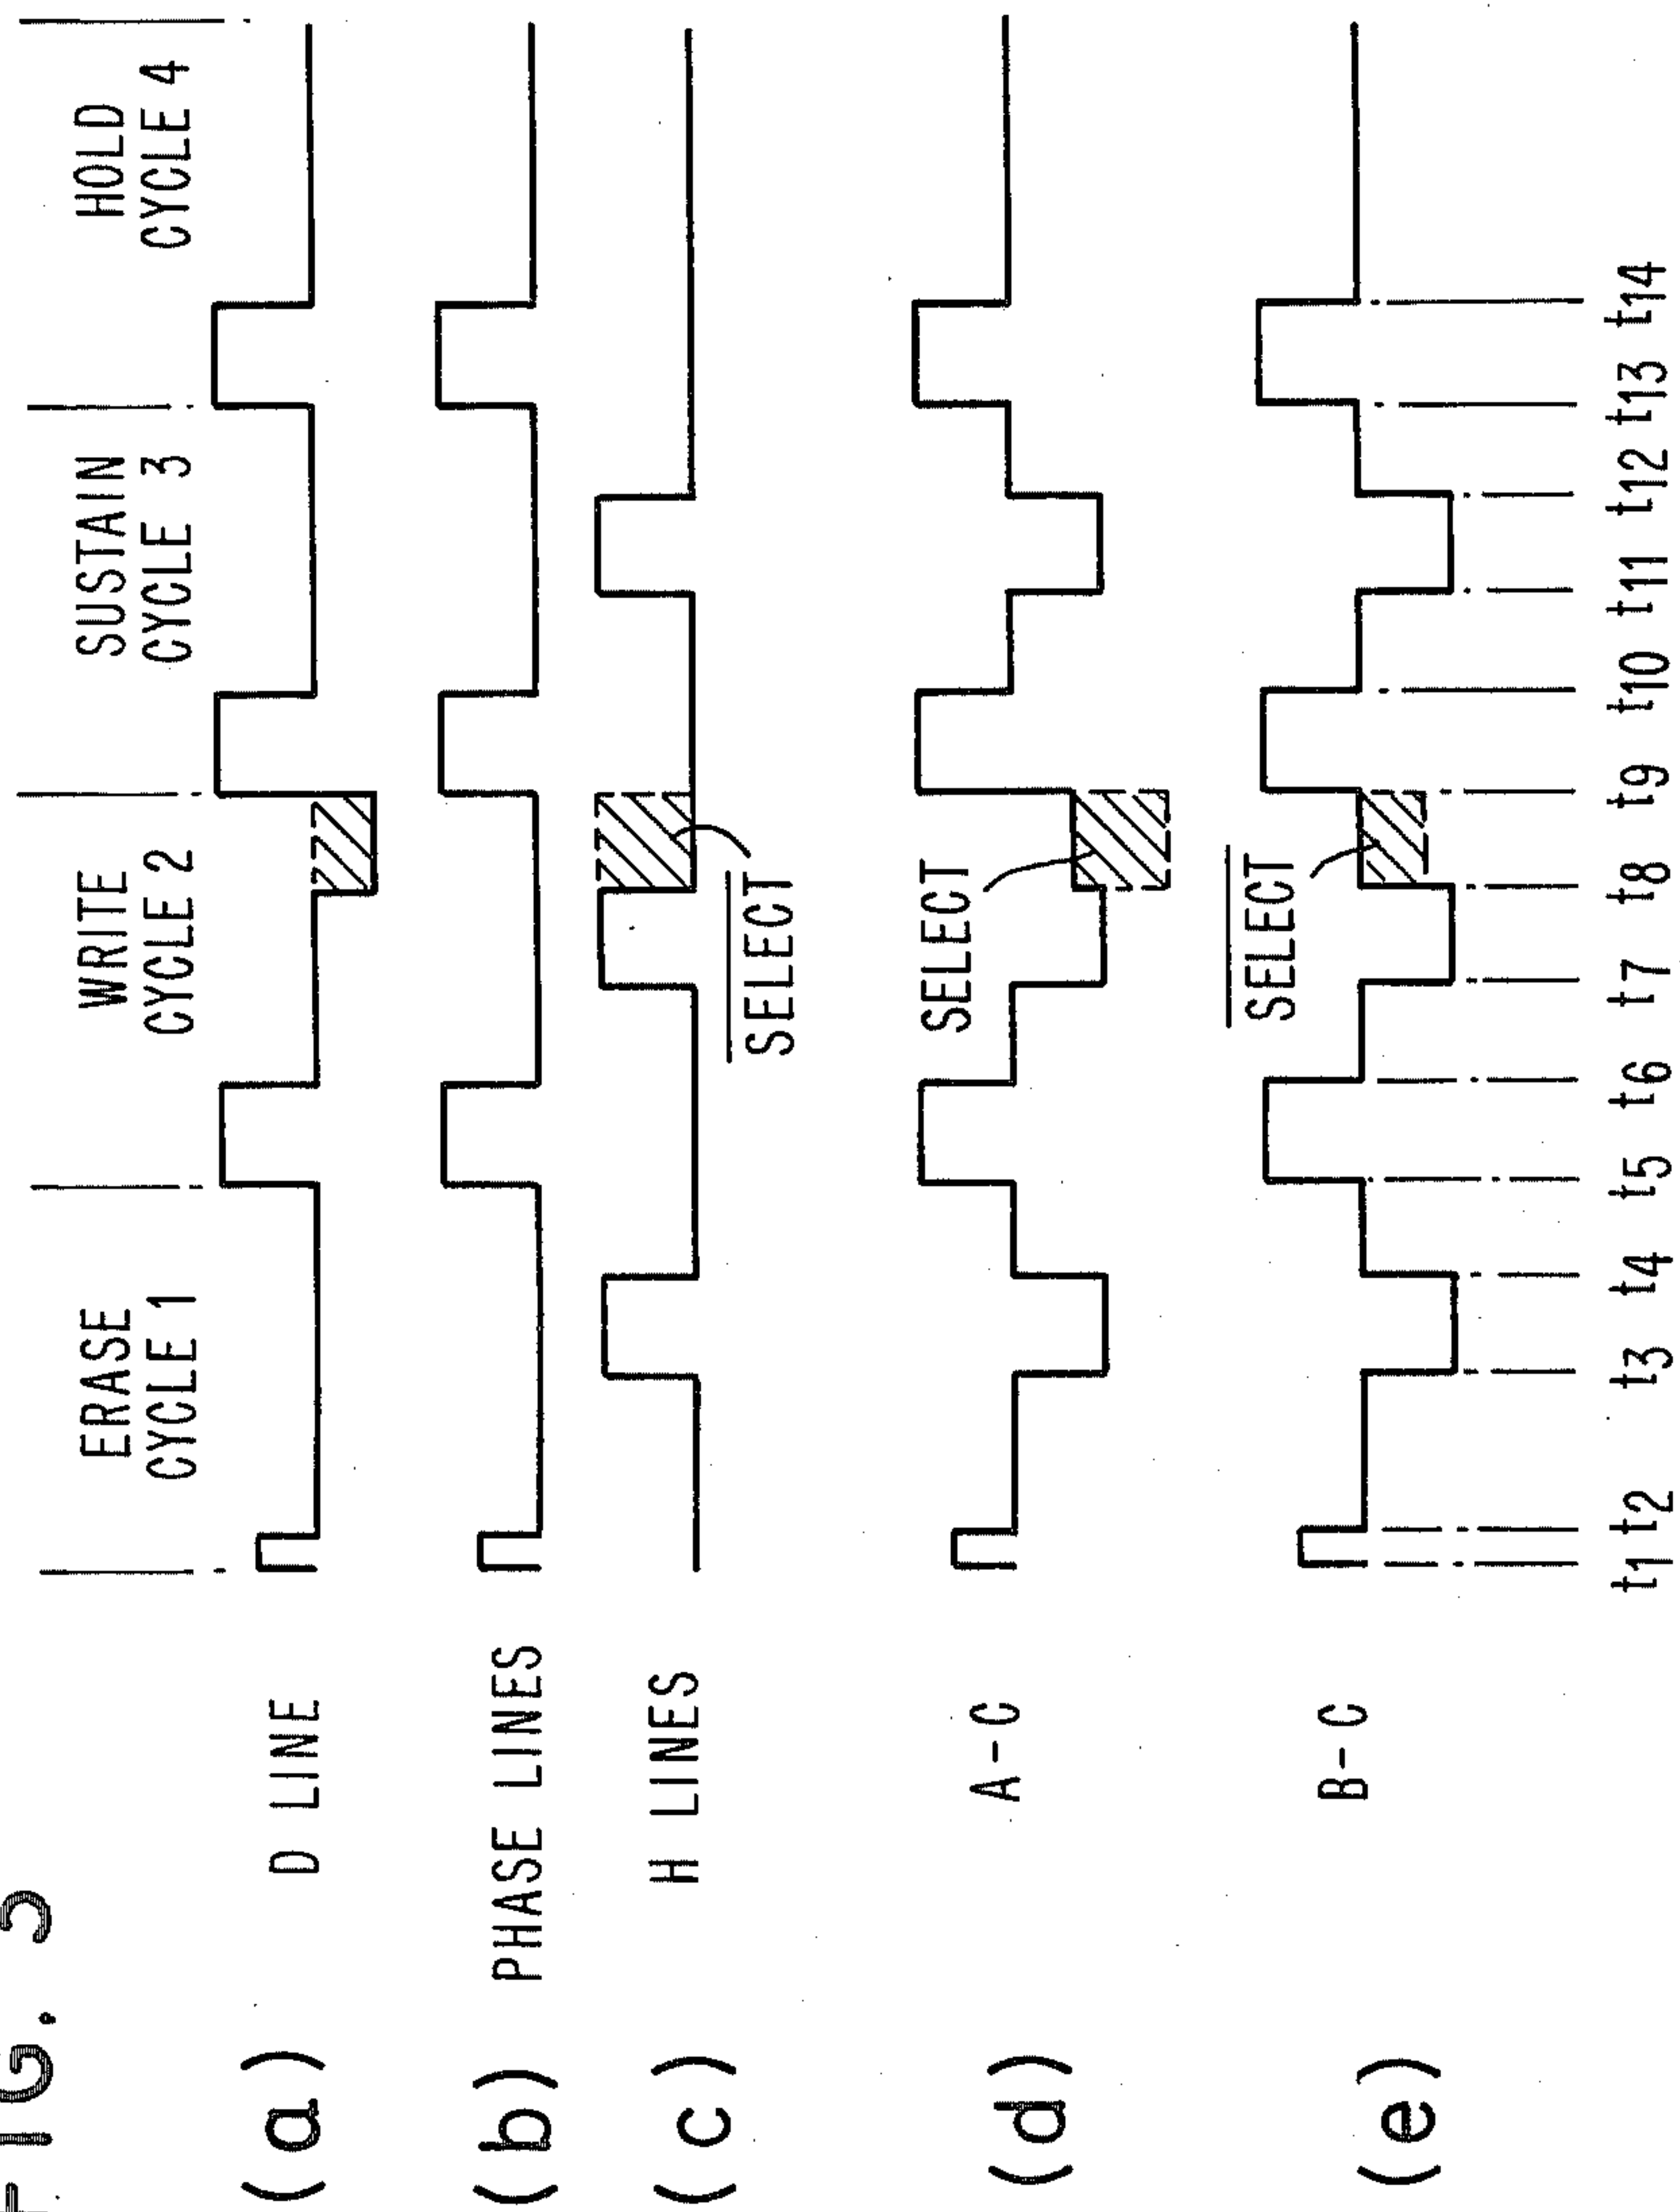 FIG. 5
ERASE
CYCLE 1
WRITE
CYCLE 2
SUSTAIN
CYCLE 3
HOLD
CYCLE 4
(a) D LINE
(b) PHASE LINES
(c) H LINES
SELECT
(d) A-C
SELECT
(e) B-C
SELECT
t1 t2 t3 t4 t5 t6 t7 t8 t9 t10 t11 t12 t13 t14